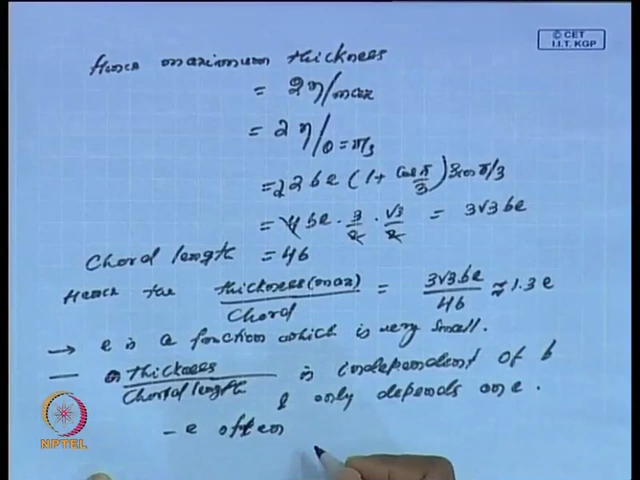 © CET
I.I.T. KGP
Hence maximum thickness
= 2η/max
= 2η/θ=π/3
= 2 2be (1 + cos π/3) sin π/3
= 4be · 3/2 · √3/2 = 3√3 be
Chord length = 4b
Hence the thickness(max)/Chord = 3√3be/4b ≈ 1.3 e
→ e is a function which is very small.
— Thickness/Chord length is independent of b
& only depends on e.
- e often
NPTEL